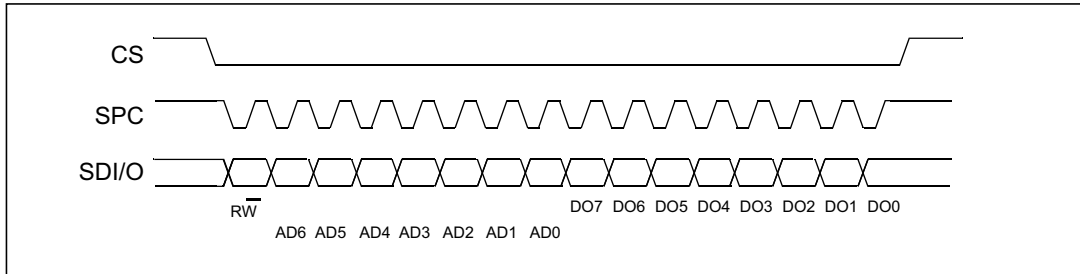 CS
SPC
SDI/O
RW
DO7 DO6 DO5 DO4 DO3 DO2 DO1 DO0
AD6 AD5 AD4 AD3 AD2 AD1 AD0